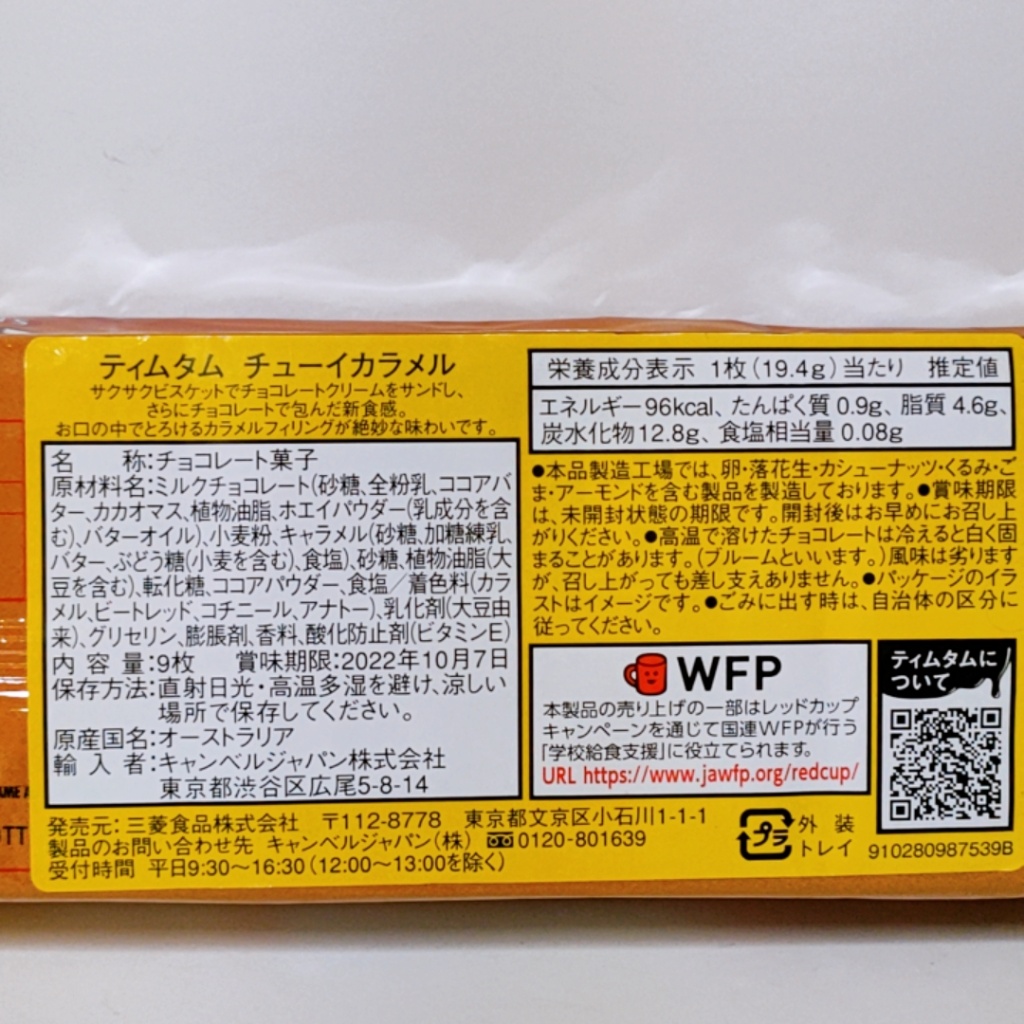 ティムタム チューイカラメル
サクサクビスケットでチョコレートクリームをサンドし、
さらにチョコレートで包んだ新食感。
お口の中でとろけるカラメルフィリングが絶妙な味わいです。
名 称:チョコレート菓子
原材料名:ミルクチョコレート(砂糖、全粉乳、ココアバ
ター、カカオマス、植物油脂、ホエイパウダー(乳成分を含
む)、バターオイル)、小麦粉、キャラメル(砂糖、加糖練乳、
バター、ぶどう糖(小麦を含む)、食塩)、砂糖、植物油脂(大
豆を含む)、転化糖、ココアパウダー、食塩/着色料(カラ
メル、ビートレッド、コチニール、アナトー)、乳化剤(大豆由
来)、グリセリン、膨脹剤、香料、酸化防止剤(ビタミンE)
内容量:9枚 賞味期限:2022年10月7日
保存方法:直射日光・高温多湿を避け、涼しい
場所で保存してください。
原産国名:オーストラリア
輸入者:キャンベルジャパン株式会社
東京都渋谷区広尾5-8-14
発売元:三菱食品株式会社 〒112-8778 東京都文京区小石川1-1-1
製品のお問い合わせ先 キャンベルジャパン(株) 0120-801639
受付時間 平日9:30〜16:30(12:00〜13:00を除く)
栄養成分表示 1枚(19.4g)当たり 推定値
エネルギー96kcal、たんぱく質0.9g、脂質4.6g、
炭水化物12.8g、食塩相当量0.08g
●本品製造工場では、卵・落花生・カシューナッツ・くるみ・ご
ま・アーモンドを含む製品を製造しております。●賞味期限
は、未開封状態の期限です。開封後はお早めにお召し上
がりください。●高温で溶けたチョコレートは冷えると白く固
まることがあります。(ブルームといいます。)風味は劣ります
が、召し上がっても差し支えありません。●パッケージのイラ
ストはイメージです。●ごみに出す時は、自治体の区分に
従ってください。
WFP
本製品の売り上げの一部はレッドカップ
キャンペーンを通じて国連WFPが行う
「学校給食支援」に役立てられます。
URL https://www.jawfp.org/redcup/
ティムタムに
ついて
プラ
外装
トレイ
910280987539B